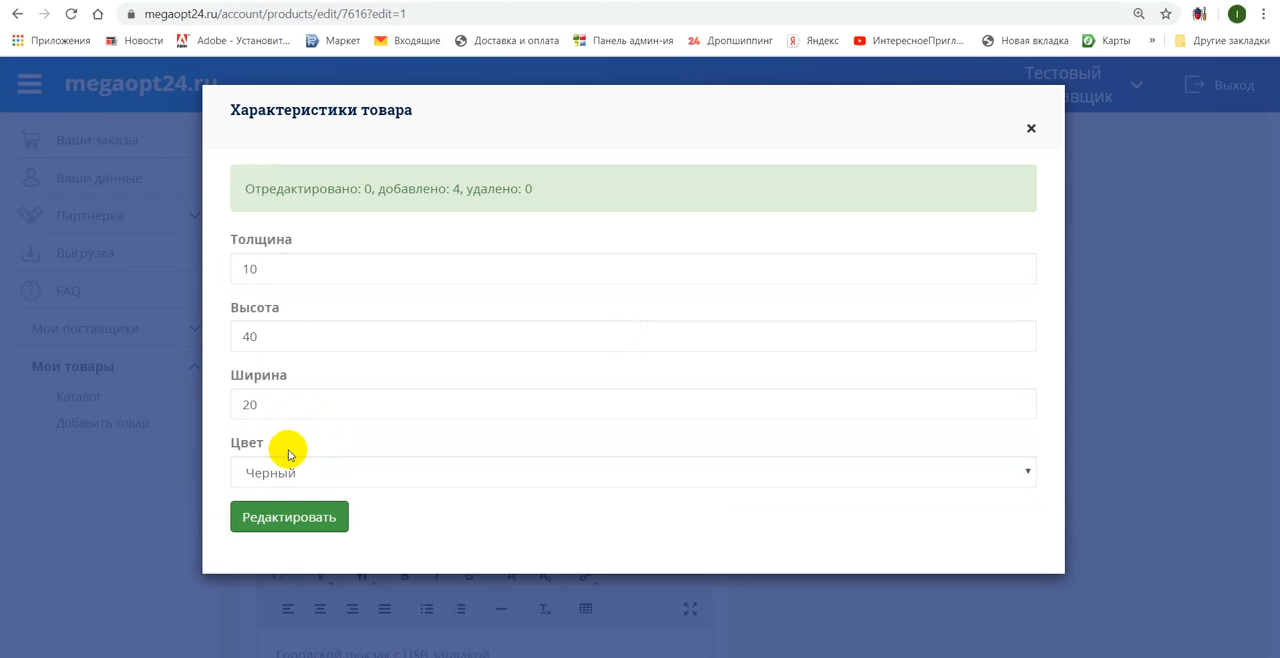 megaopt24.ru/account/products/edit/7616?edit=1
Приложения Новости Adobe - Установит... Маркет Входящие Доставка и оплата Панель админ-ия 24 Дропшиппинг Я Яндекс ИнтересноеПригл... Новая вкладка Карты » Другие закладки
megaopt24.ru Тестовый
Выход
Характеристики товара
Ваши заказы
Ваши данные
Отредактировано: 0, добавлено: 4, удалено: 0
Партнерка
Толщина
Выгрузка
10
FAQ
Высота
Мои поставщики
40
Мои товары
Ширина
Каталог
20
Добавить товар
Цвет
Черный
Редактировать
Городской рюкзак с USB зарядкой